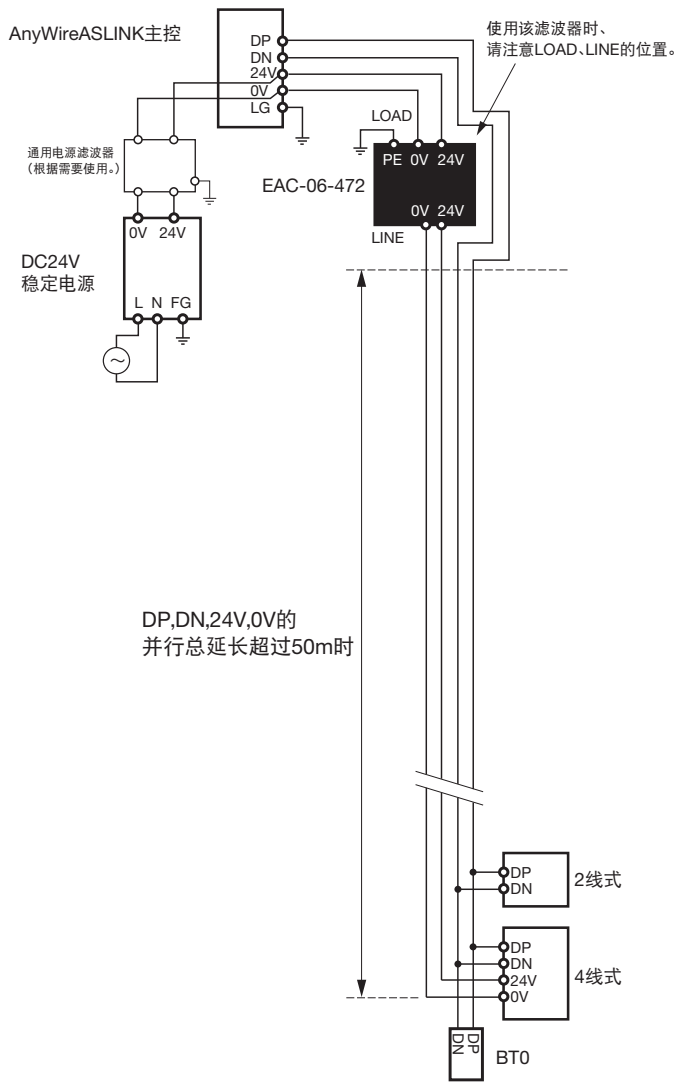 AnyWireASLINK主控
DP
DN
24V
0V
LG
使用该滤波器时、
请注意LOAD、LINE的位置。
通用电源滤波器
（根据需要使用。）
LOAD
PE 0V 24V
EAC-06-472
0V 24V
LINE
0V 24V
DC24V
稳定电源
L N FG
DP,DN,24V,0V的
并行总延长超过50m时
DP
DN
2线式
DP
DN
24V
0V
4线式
DP
DN
BT0